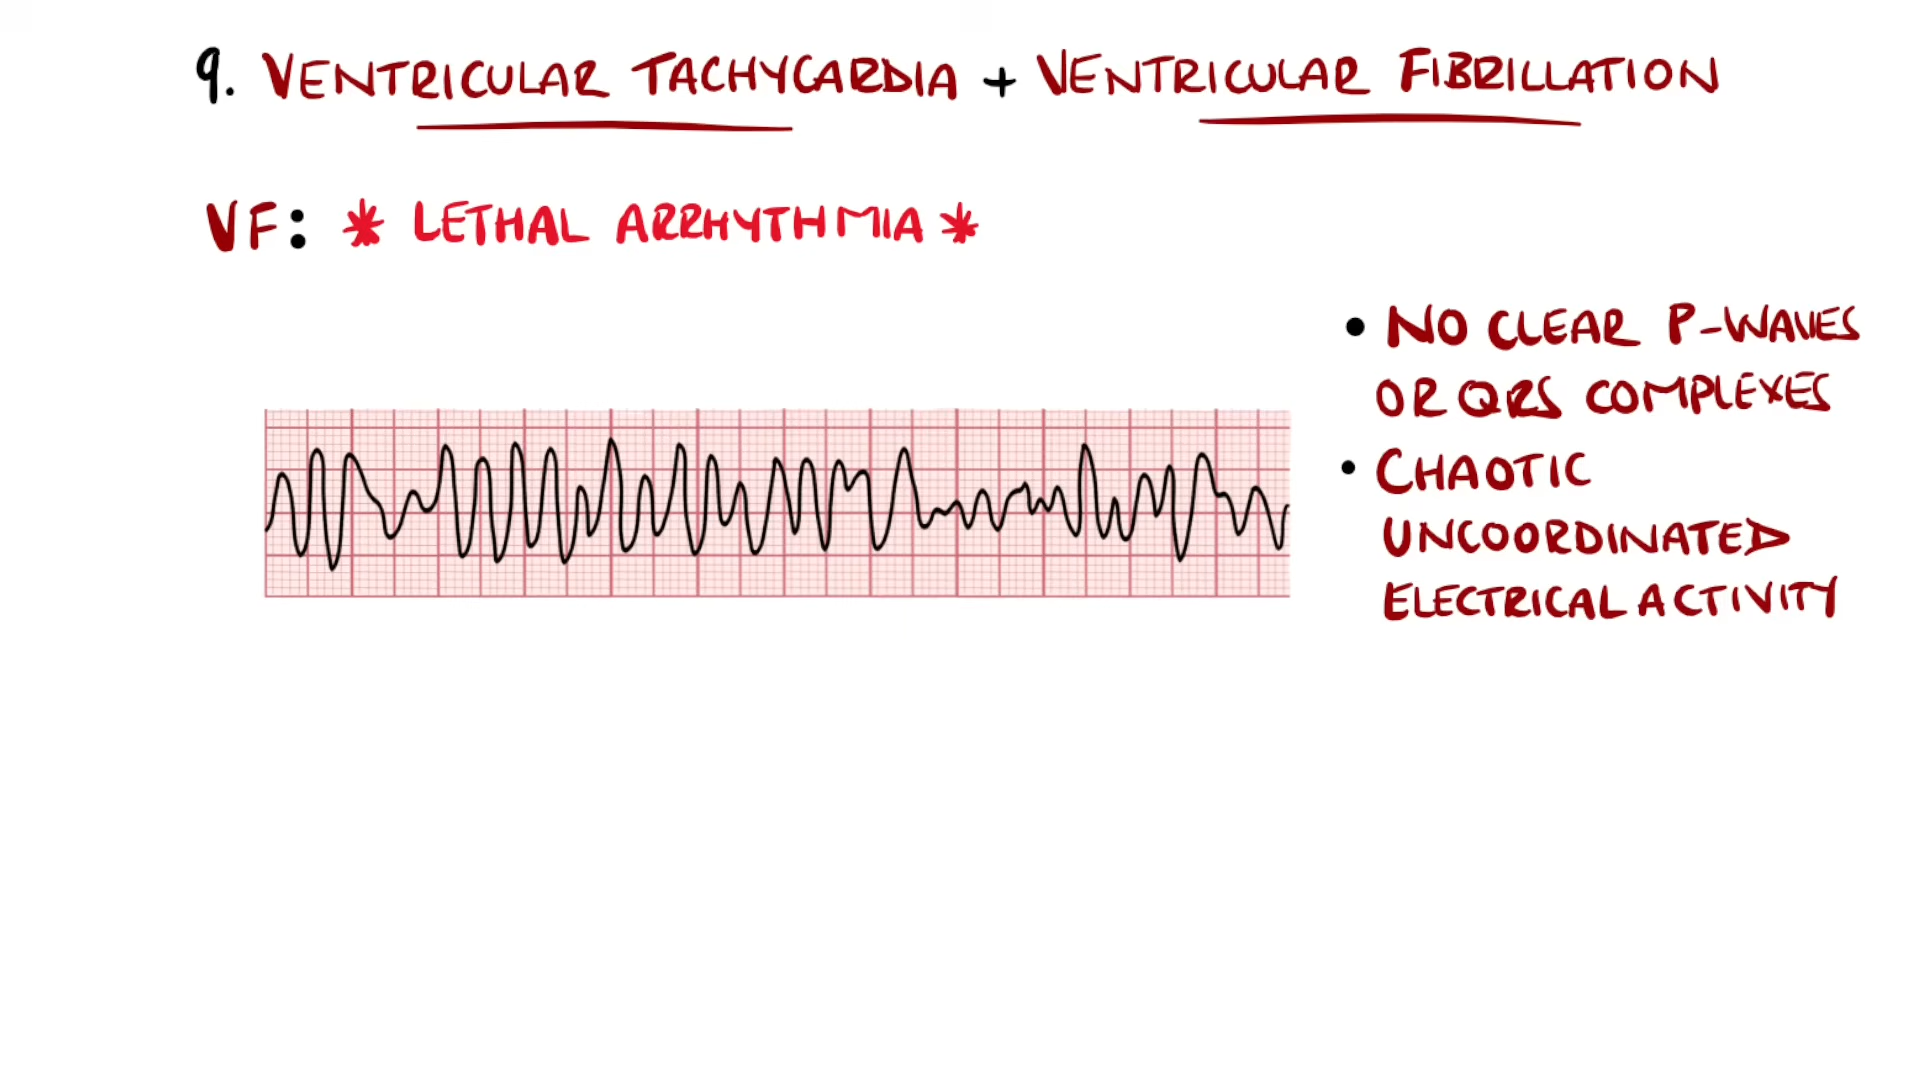 9. VENTRICULAR TACHYCARDIA + VENTRICULAR FIBRILLATION
VF: * LETHAL ARRHYTHMIA *
• NO CLEAR P-WAVES
OR QRS COMPLEXES
• CHAOTIC
UNCOORDINATED
ELECTRICAL ACTIVITY